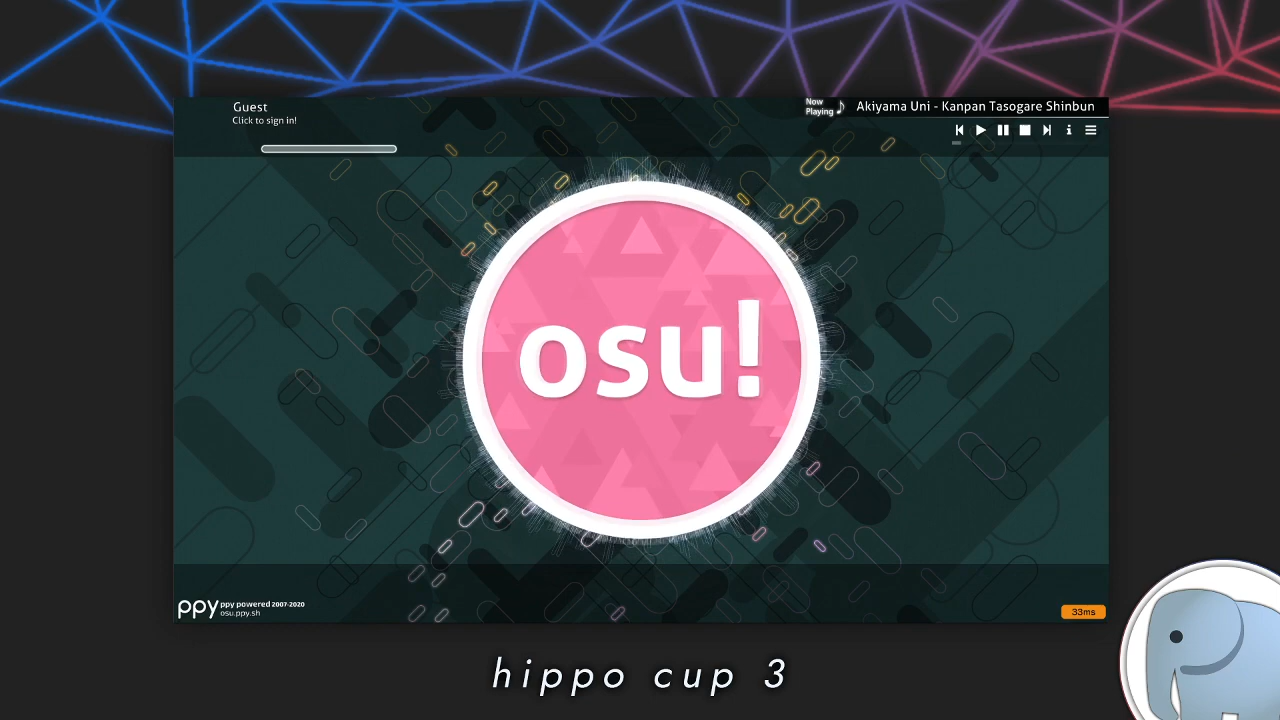 Guest
Click to sign in!
Now
Playing
Akiyama Uni - Kanpan Tasogare Shinbun
osu!
ppy
ppy powered 2007-2020
osu.ppy.sh
33ms
hippo cup 3